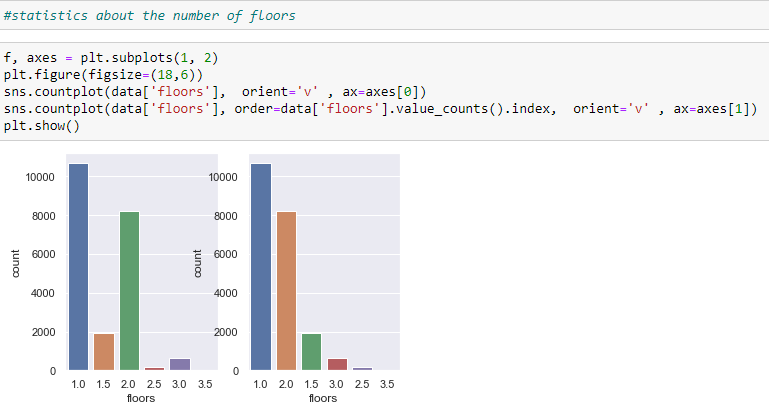 #statistics about the number of floors
f, axes = plt.subplots(1, 2)
plt.figure(figsize=(18,6))
sns.countplot(data['floors'],  orient='v' , ax=axes[0])
sns.countplot(data['floors'], order=data['floors'].value_counts().index,  orient='v' , ax=axes[1])
plt.show()
10000
8000
6000
4000
2000
0
count
1.0 1.5 2.0 2.5 3.0 3.5
floors
10000
8000
6000
4000
2000
0
count
1.0 2.0 1.5 3.0 2.5 3.5
floors